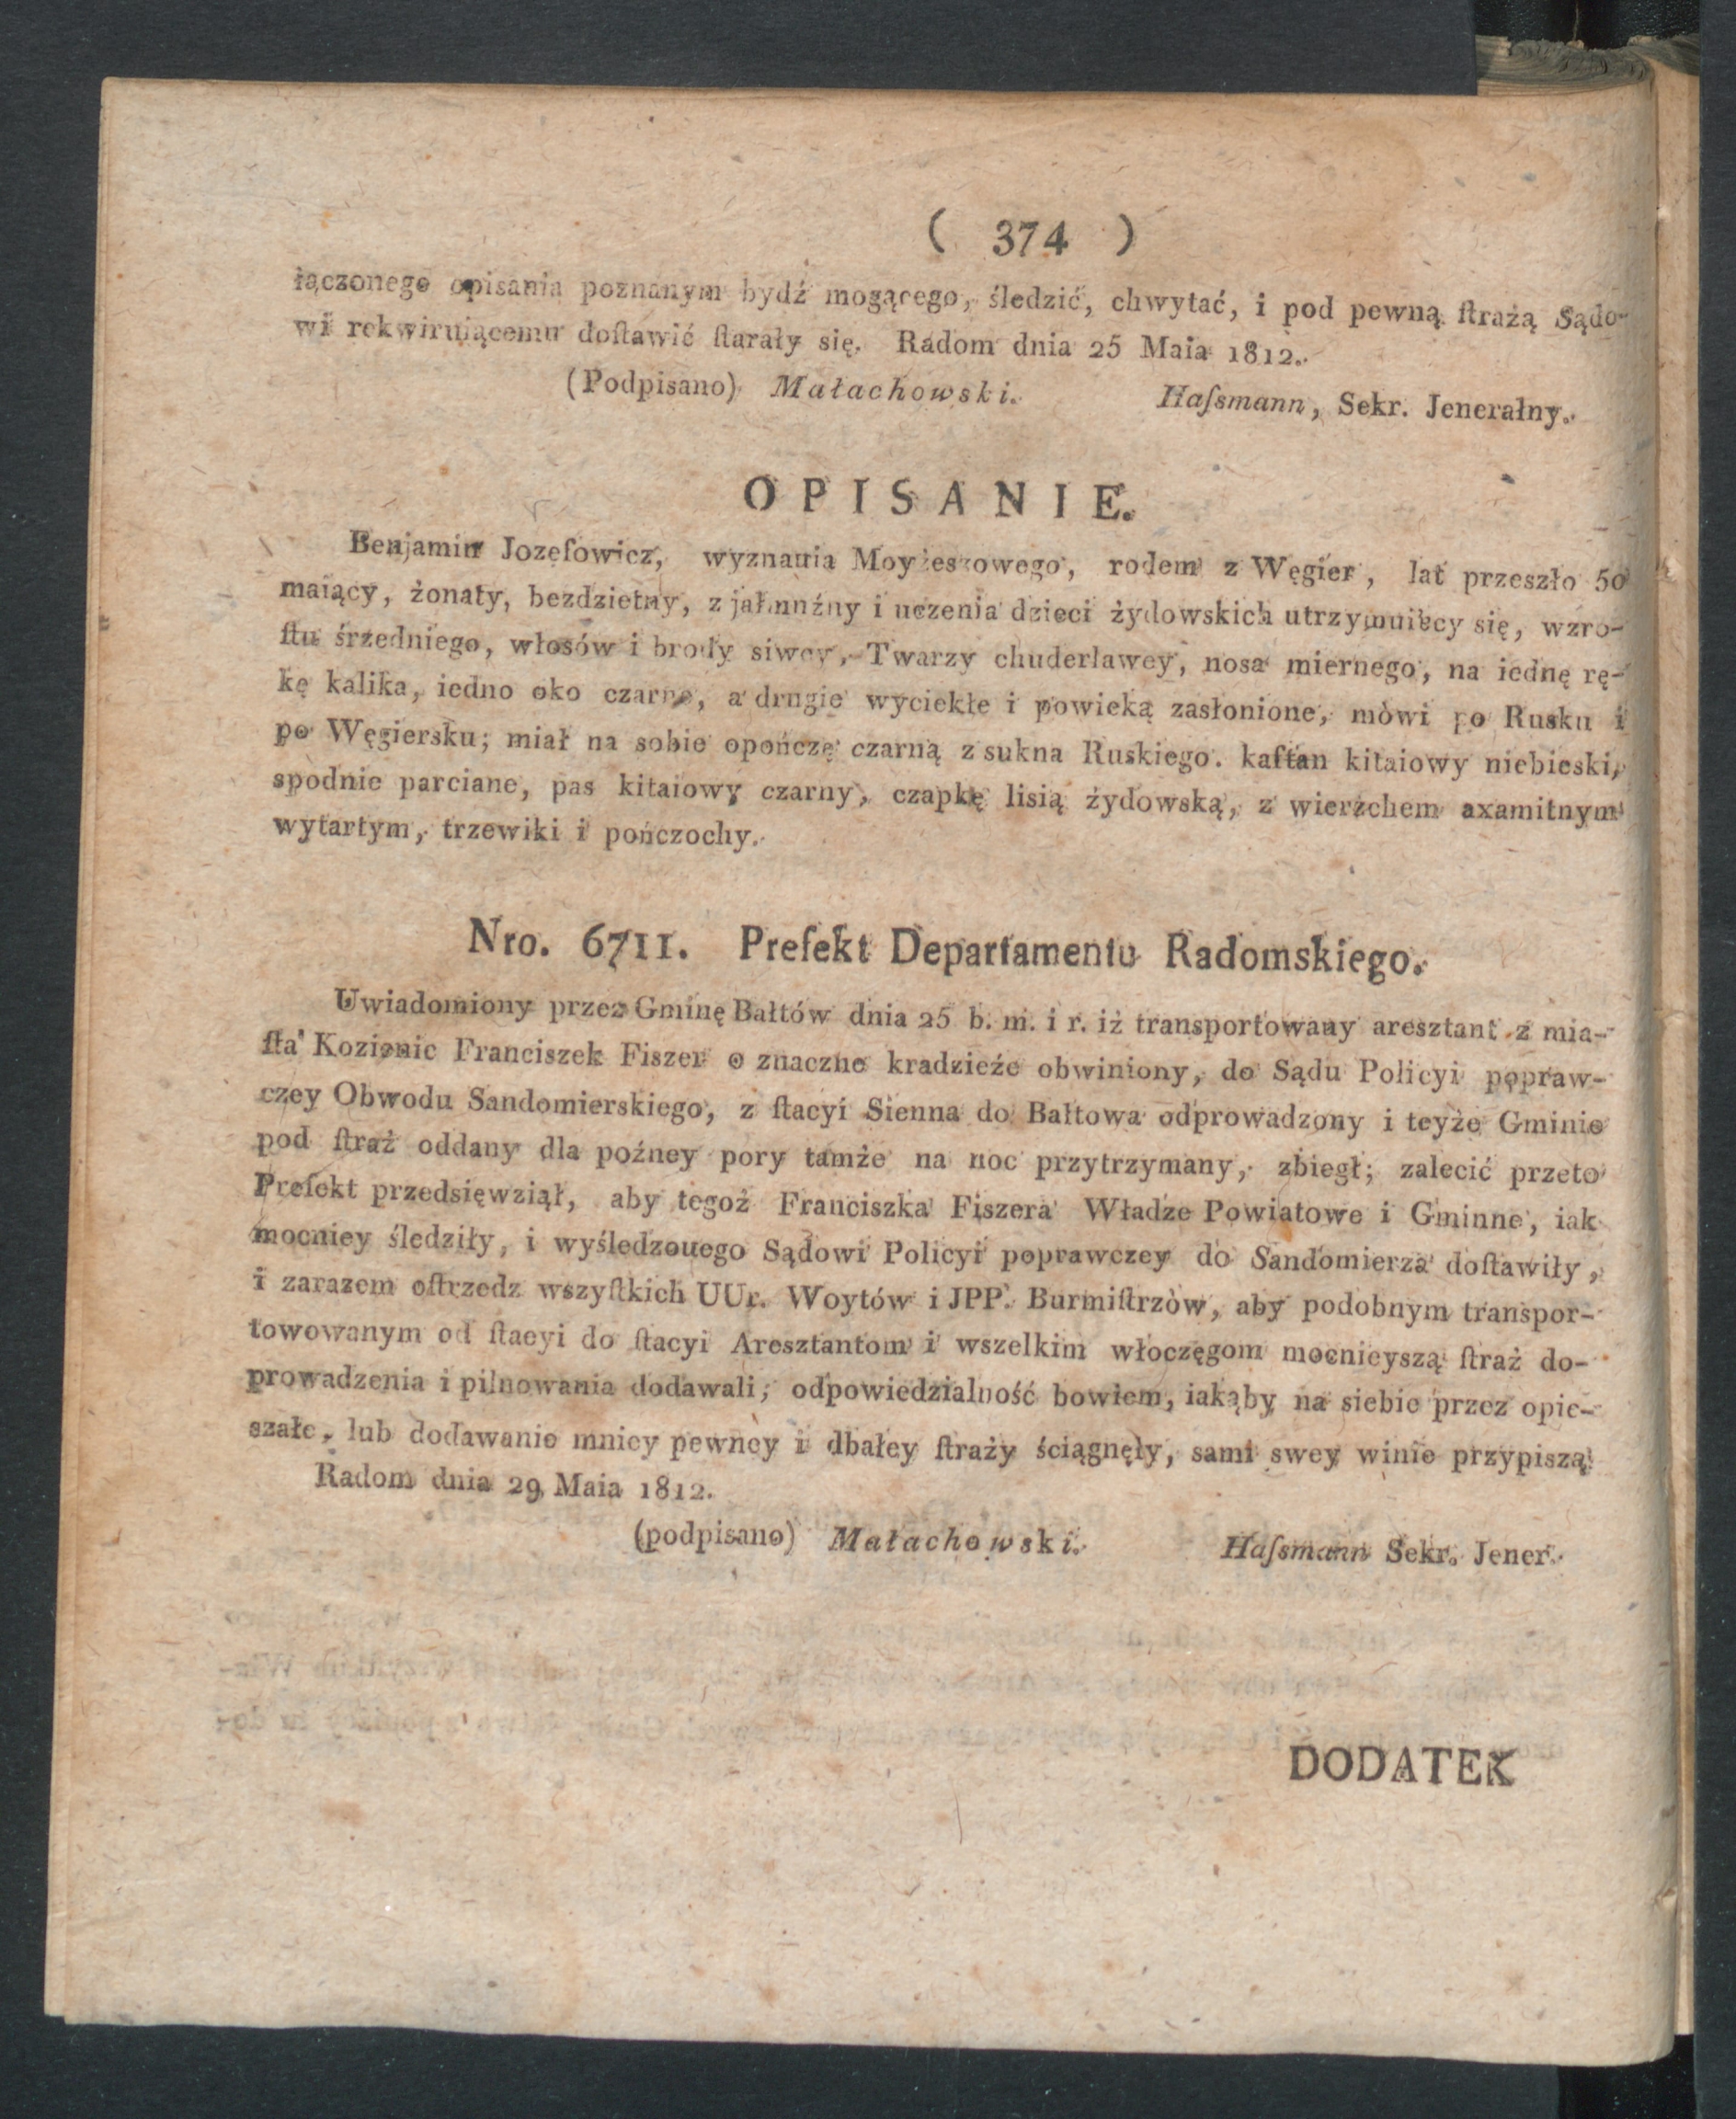 ( 374 )
łączonego opisania poznanym bydź mogącego, śledzić, chwytać, i pod pewną ſtrażą Sądo-
wi rekwiruiącemu doſtawić ſtarały się. Radom dnia 25 Maia 1812.
(Podpisano) Małachowski. Haſsmann, Sekr. Jeneralny.
OPISANIE.
Benjamin Jozefowicz, wyznania Moyżeszowego, rodem z Węgier, lat przeszło 50
maiący, żonaty, bezdzietny, z jałmużny i uczenia dzieci żydowskich utrzymuiący się, wzro-
ſtu śrzedniego, włosów i brody siwey, Twarzy chuderlawey, nosa miernego, na iednę rę-
kę kalika, iedno oko czarne, a drugie wyciekłe i powieką zasłonione, mówi po Rusku i
po Węgiersku; miał na sobie opończę czarną z sukna Ruskiego. kaftan kitaiowy niebieski,
spodnie parciane, pas kitaiowy czarny, czapkę lisią żydowską, z wierzchem axamitnym
wytartym, trzewiki i pończochy.
Nro. 6711. Prefekt Departamentu Radomskiego.
Uwiadomiony przez Gminę Bałtów dnia 25 b. m. i r. iż transportowany aresztant z mia-
ſta Kozienic Franciszek Fiszer o znaczne kradzieże obwiniony, do Sądu Policyi popraw-
czey Obwodu Sandomierskiego, z ſtacyi Sienna do Bałtowa odprowadzony i teyże Gminie
pod ſtraż oddany dla poźney pory tamże na noc przytrzymany, zbiegł; zalecić przeto
Prefekt przedsięwziął, aby tegoż Franciszka Fiszera Władze Powiatowe i Gminne, iak
mocniey śledziły, i wyśledzonego Sądowi Policyi poprawczey do Sandomierza doſtawiły,
i zarazem oſtrzedz wszyſtkich UUr. Woytów i JPP. Burmiſtrzòw, aby podobnym transpor-
towowanym od ſtacyi do ſtacyi Aresztantom i wszelkim włoczęgom mocnieyszą ſtraż do-
prowadzenia i pilnowania dodawali, odpowiedzialność bowiem, iakąby na siebie przez opie-
szałe, lub dodawanie mniey pewney i dbałey ſtraży ściągnęły, sami swey winie przypiszą
Radom dnia 29 Maia 1812.
(podpisano) Małachowski. Haſsmann Sekr. Jener.
DODATEK